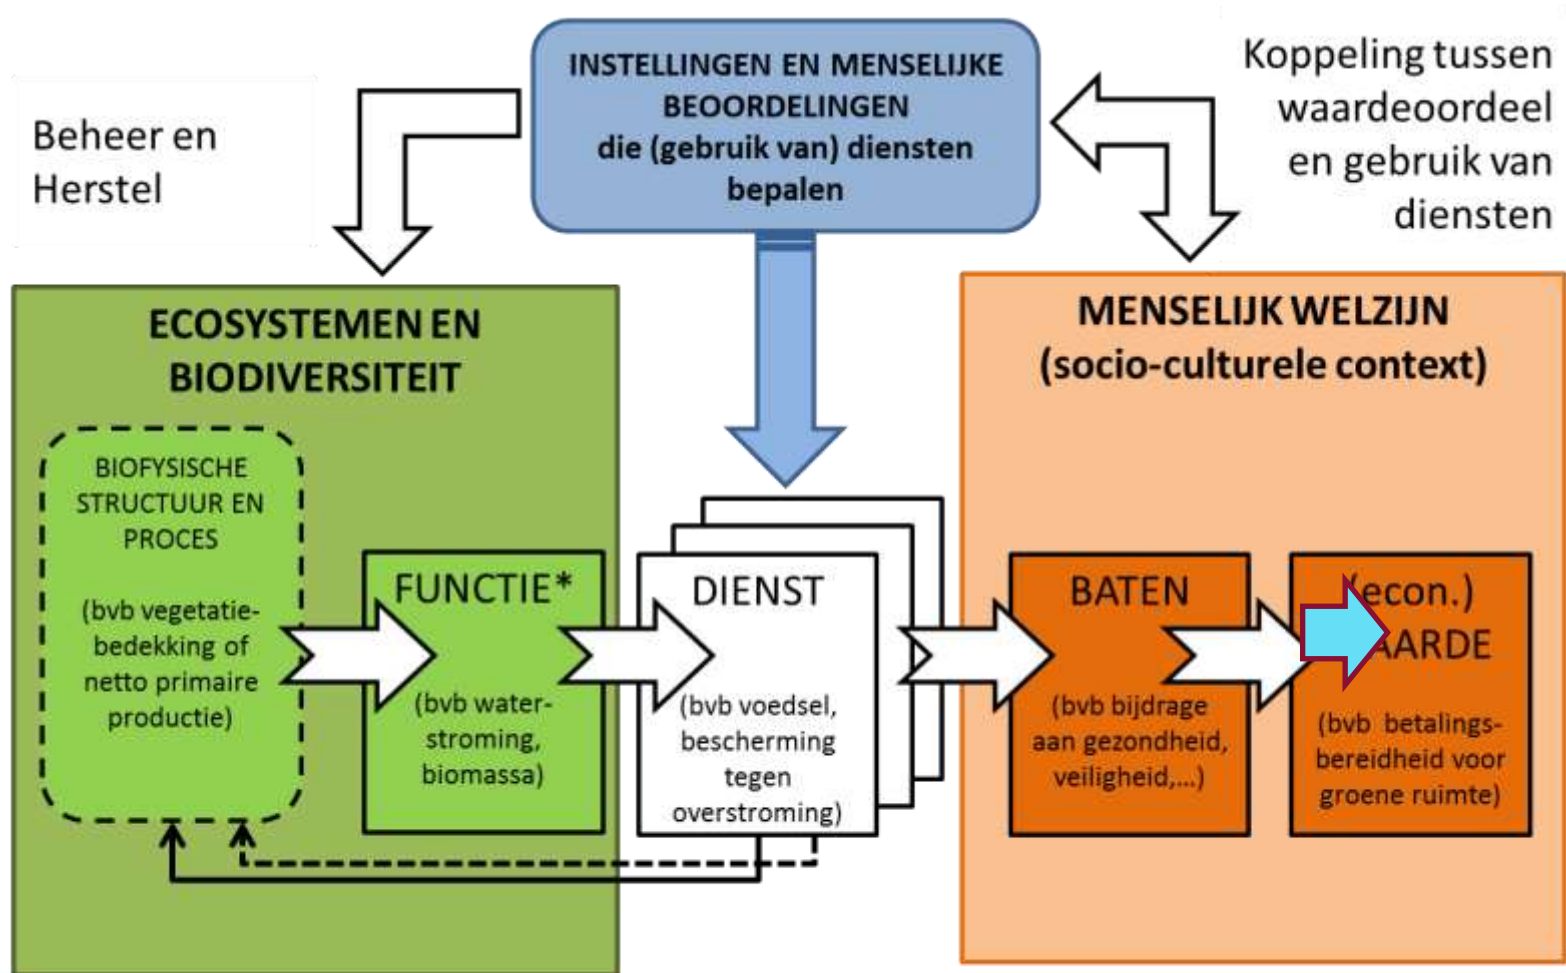 INSTELLINGEN EN MENSELIJKE
BEOORDELINGEN
die (gebruik van) diensten
bepalen
Beheer en
Herstel
Koppeling tussen
waardeoordeel
en gebruik van
diensten
ECOSYSTEMEN EN
BIODIVERSITEIT
MENSELIJK WELZIJN
(socio-culturele context)
BIOFYSISCHE
STRUCTUUR EN
PROCES
(bvb vegetatie-
bedekking of
netto primaire
productie)
FUNCTIE*
(bvb water-
stroming,
biomassa)
DIENST
(bvb voedsel,
bescherming
tegen
overstroming)
BATEN
(bvb bijdrage
aan gezondheid,
veiligheid,...)
(econ.)
AARDE
(bvb betalings-
bereidheid voor
groene ruimte)